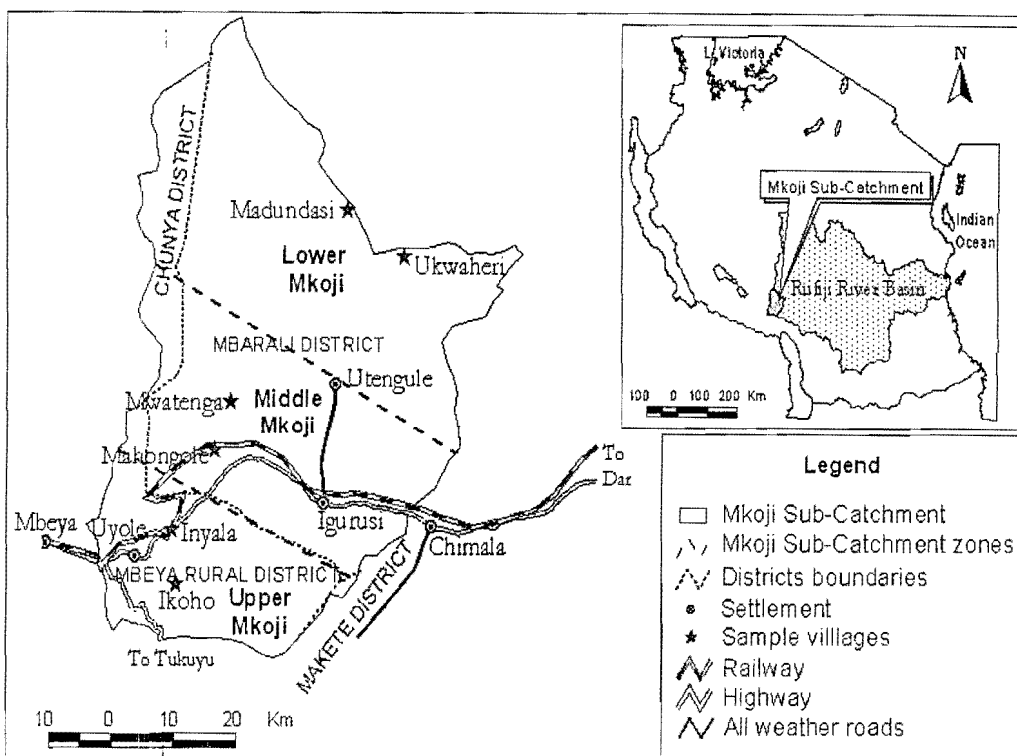 CHUNYA DISTRICT
Madundasi
Lower
Mkoji
Ukwaheri
MBARALI DISTRICT
Utengule
Mwatenga
Middle
Mkoji
Makongole
To
Dar
Igurusi
Chimala
Mbeya
Uyole
Inyala
MBEYA RURAL DISTRICT
Ikoho
Upper
Mkoji
MAKETE DISTRICT
To Tukuyu
10 0 10 20 Km
L. Victoria
N
Mkoji Sub-Catchment
Indian
Ocean
Rufiji River Basin
100 0 100 200 Km
Legend
Mkoji Sub-Catchment
Mkoji Sub-Catchment zones
Districts boundaries
Settlement
Sample villlages
Railway
Highway
All weather roads